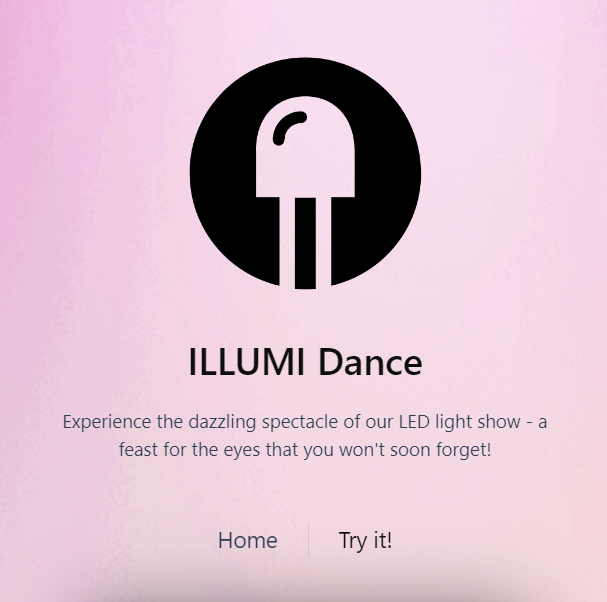 ILLUMI Dance
Experience the dazzling spectacle of our LED light show - a
feast for the eyes that you won't soon forget!
Home
Try it!